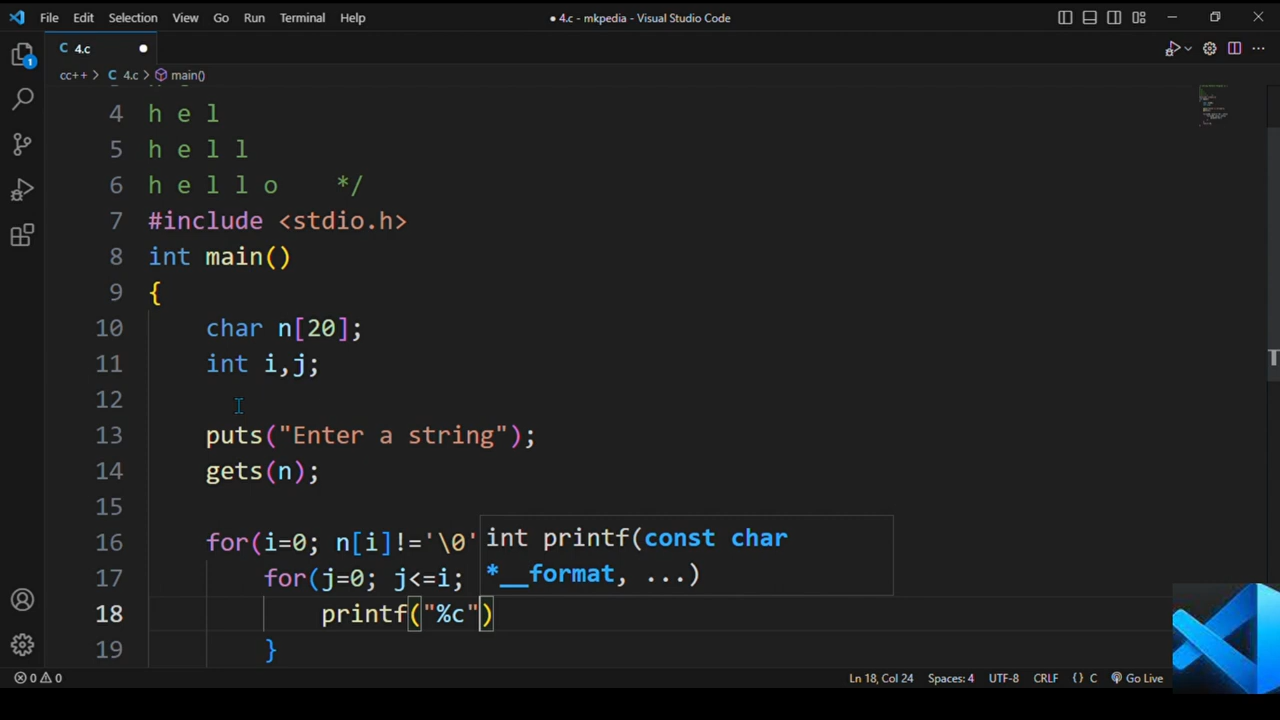 File Edit Selection View Go Run Terminal Help
● 4.c - mkpedia - Visual Studio Code
C 4.c ●
cc++ > C 4.c > main()
4 h e l
5 h e l l
6 h e l l o */
7 #include <stdio.h>
8 int main()
9 {
10 char n[20];
11 int i,j;
12
13 puts("Enter a string");
14 gets(n);
15
16 for(i=0; n[i]!='\0'
int printf(const char
*__format, ...)
17 for(j=0; j<=i;
18 printf("%c")
19 }
1
0 0
Ln 18, Col 24 Spaces: 4 UTF-8 CRLF {} C Go Live